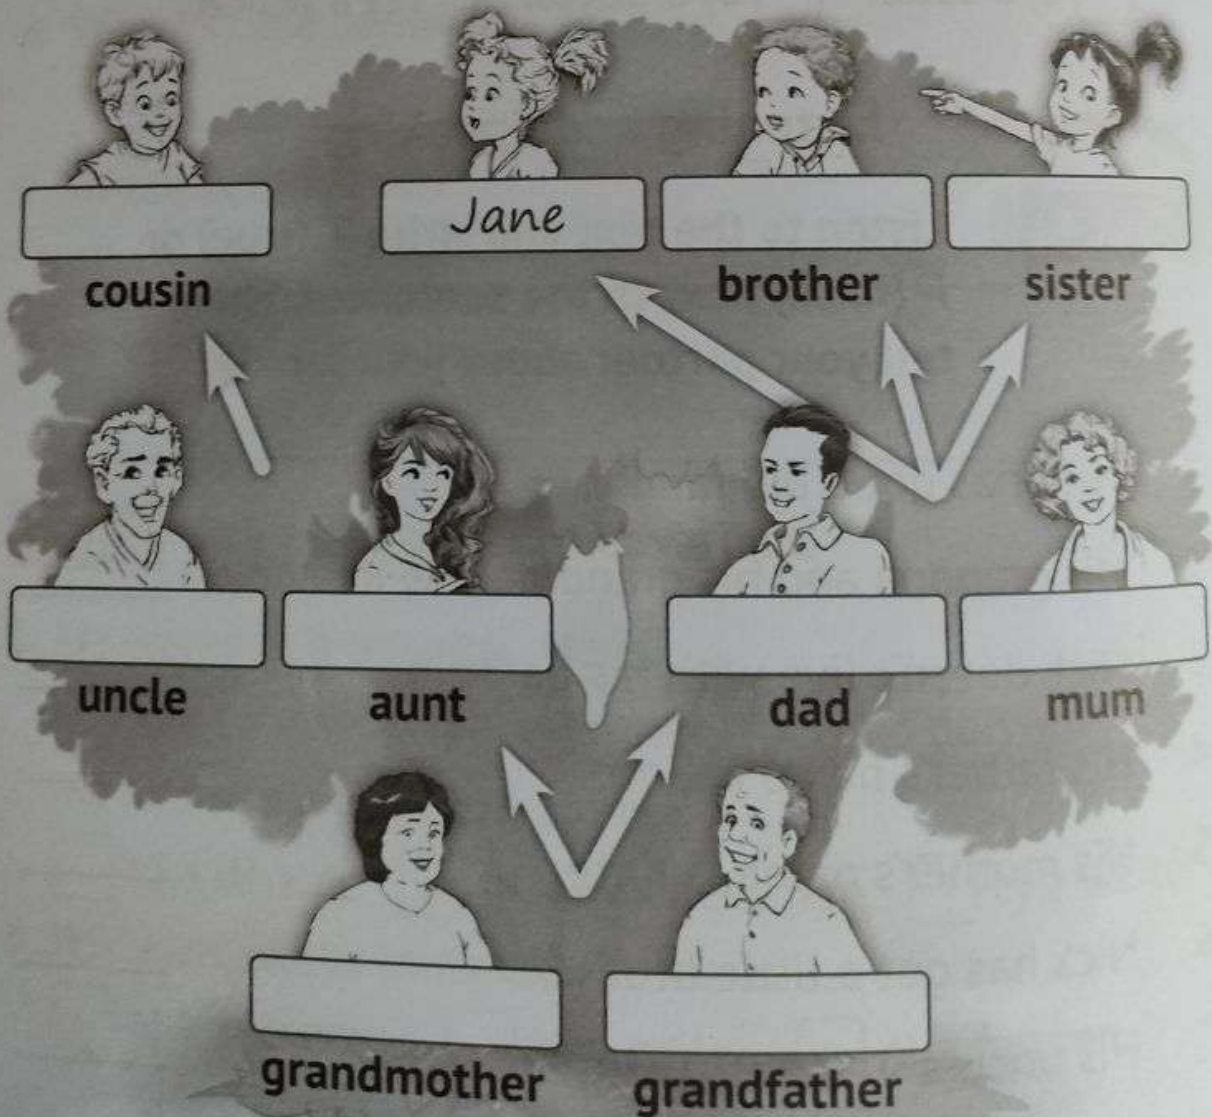 Jane
cousin
brother
sister
uncle
aunt
dad
mum
grandmother
grandfather